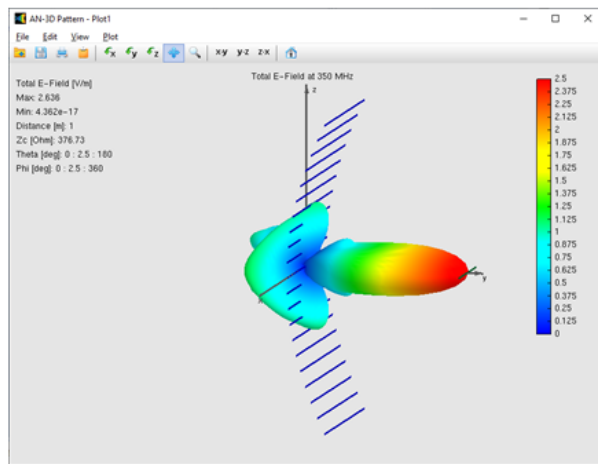 AN-3D Pattern - Plot1
File Edit View Plot
x y z x-y y-z z-x
Total E-Field at 350 MHz
Total E-Field [V/m]
Max: 2.636
Min: 4.362e-17
Distance [m]: 1
Zc [Ohm]: 376.73
Theta [deg]: 0 : 2.5 : 180
Phi [deg]: 0 : 2.5 : 360
z
y
x
2.5
2.375
2.25
2.125
2
1.875
1.75
1.625
1.5
1.375
1.25
1.125
1
0.875
0.75
0.625
0.5
0.375
0.25
0.125
0